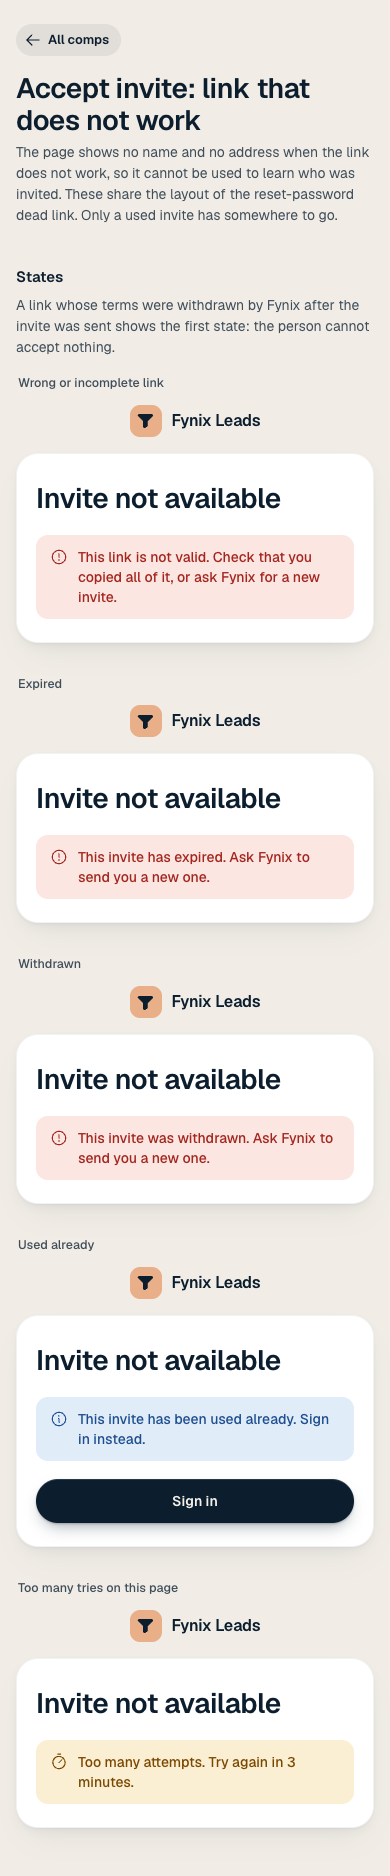 All comps
Accept invite: link that
does not work
The page shows no name and no address when the link
does not work, so it cannot be used to learn who was
invited. These share the layout of the reset-password
dead link. Only a used invite has somewhere to go.
States
A link whose terms were withdrawn by Fynix after the
invite was sent shows the first state: the person cannot
accept nothing.
Wrong or incomplete link
Fynix Leads
Invite not available
This link is not valid. Check that you
copied all of it, or ask Fynix for a new
invite.
Expired
Fynix Leads
Invite not available
This invite has expired. Ask Fynix to
send you a new one.
Withdrawn
Fynix Leads
Invite not available
This invite was withdrawn. Ask Fynix to
send you a new one.
Used already
Fynix Leads
Invite not available
This invite has been used already. Sign
in instead.
Sign in
Too many tries on this page
Fynix Leads
Invite not available
Too many attempts. Try again in 3
minutes.